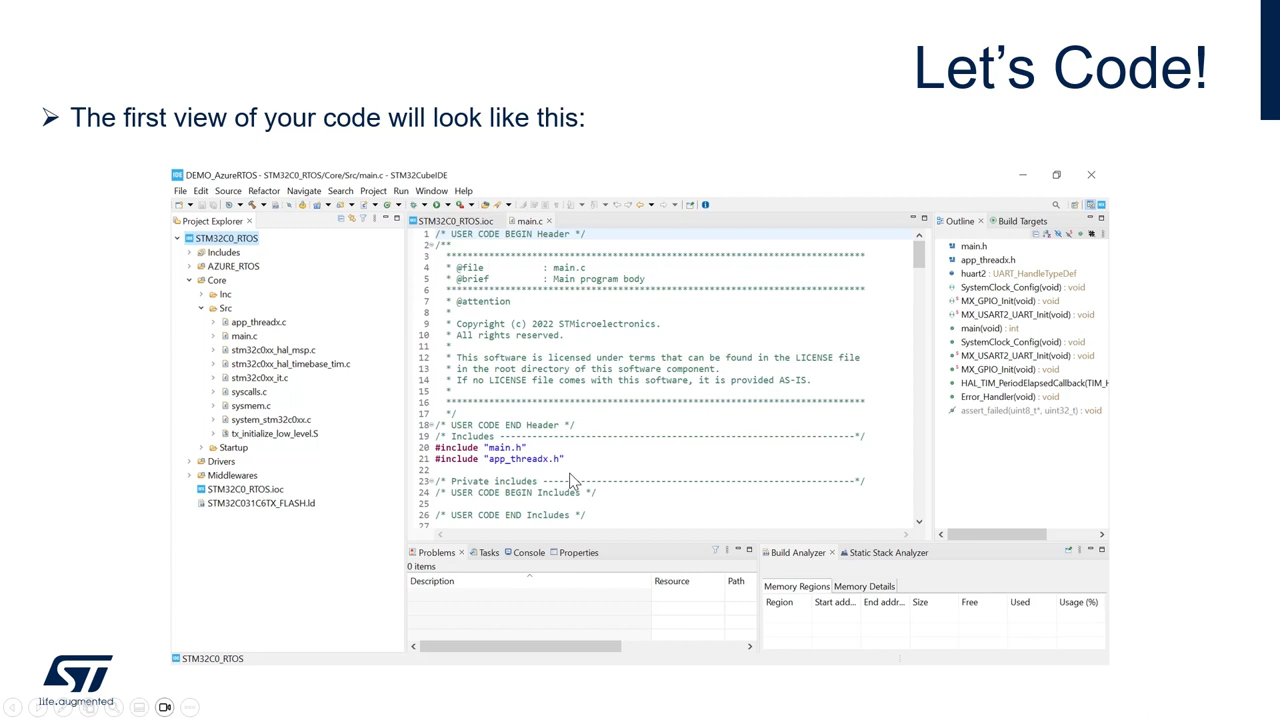 Let's Code!
➢ The first view of your code will look like this:
IDE DEMO_AzureRTOS - STM32C0_RTOS/Core/Src/main.c - STM32CubeIDE
File Edit Source Refactor Navigate Search Project Run Window Help
Project Explorer
STM32C0_RTOS
Includes
AZURE_RTOS
Core
Inc
Src
app_threadx.c
main.c
stm32c0xx_hal_msp.c
stm32c0xx_hal_timebase_tim.c
stm32c0xx_it.c
syscalls.c
sysmem.c
system_stm32c0xx.c
tx_initialize_low_level.S
Startup
Drivers
Middlewares
STM32C0_RTOS.ioc
STM32C031C6TX_FLASH.ld
STM32C0_RTOS.ioc main.c
1 /* USER CODE BEGIN Header */
2 /**
3 ******************************************************************************
4 * @file : main.c
5 * @brief : Main program body
6 ******************************************************************************
7 * @attention
8 *
9 * Copyright (c) 2022 STMicroelectronics.
10 * All rights reserved.
11 *
12 * This software is licensed under terms that can be found in the LICENSE file
13 * in the root directory of this software component.
14 * If no LICENSE file comes with this software, it is provided AS-IS.
15 *
16 ******************************************************************************
17 */
18 /* USER CODE END Header */
19 /* Includes ------------------------------------------------------------------*/
20 #include "main.h"
21 #include "app_threadx.h"
22
23 /* Private includes ----------------------------------------------------------*/
24 /* USER CODE BEGIN Includes */
25
26 /* USER CODE END Includes */
27
Outline Build Targets
main.h
app_threadx.h
huart2 : UART_HandleTypeDef
SystemClock_Config(void) : void
MX_GPIO_Init(void) : void
MX_USART2_UART_Init(void) : void
main(void) : int
SystemClock_Config(void) : void
MX_USART2_UART_Init(void) : void
MX_GPIO_Init(void) : void
HAL_TIM_PeriodElapsedCallback(TIM_H
Error_Handler(void) : void
assert_failed(uint8_t*, uint32_t) : void
Problems Tasks Console Properties
0 items
Description Resource Path
Build Analyzer Static Stack Analyzer
Memory Regions Memory Details
Region Start add... End addr... Size Free Used Usage (%)
STM32C0_RTOS
ST
life.augmented